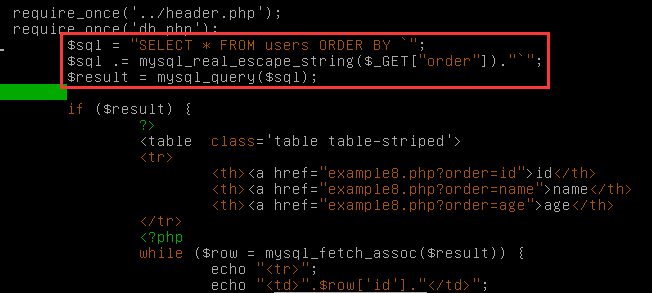 require_once('../header.php');
require_once('db.php');
$sql = "SELECT * FROM users ORDER BY `";
$sql .= mysql_real_escape_string($_GET["order"])."`";
$result = mysql_query($sql);
if ($result) {
?>
<table  class='table table-striped'>
<tr>
<th><a href="example8.php?order=id">id</th>
<th><a href="example8.php?order=name">name</th>
<th><a href="example8.php?order=age">age</th>
</tr>
<?php
while ($row = mysql_fetch_assoc($result)) {
echo "<tr>";
echo "<td>".$row['id']."</td>";